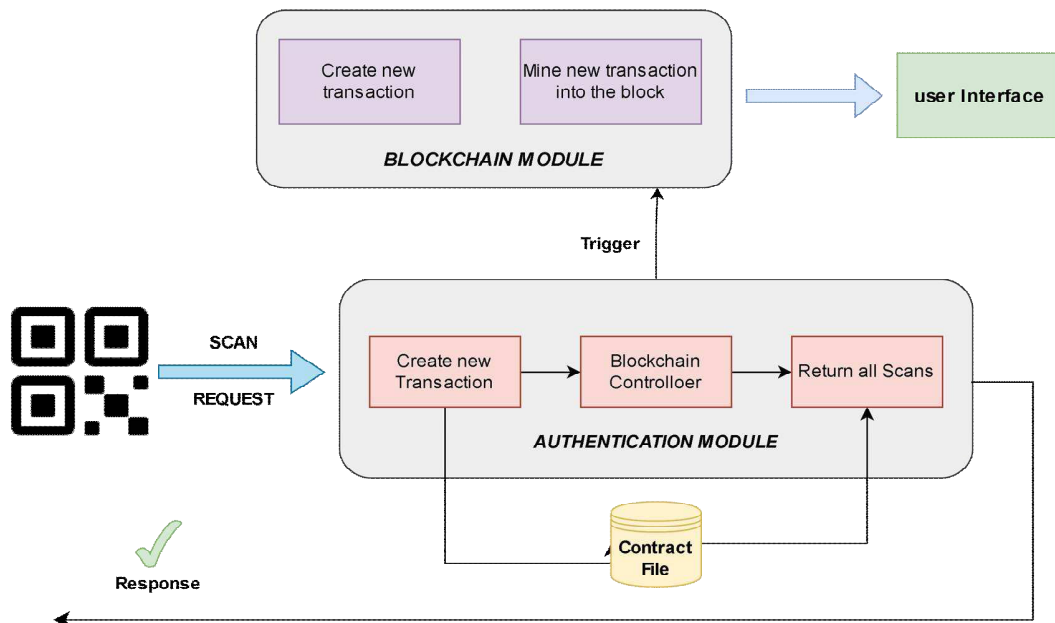 Create new
transaction
Mine new transaction
into the block
user Interface
BLOCKCHAIN MODULE
Trigger
SCAN
REQUEST
Create new
Transaction
Blockchain
Controlloer
Return all Scans
AUTHENTICATION MODULE
Contract
File
Response